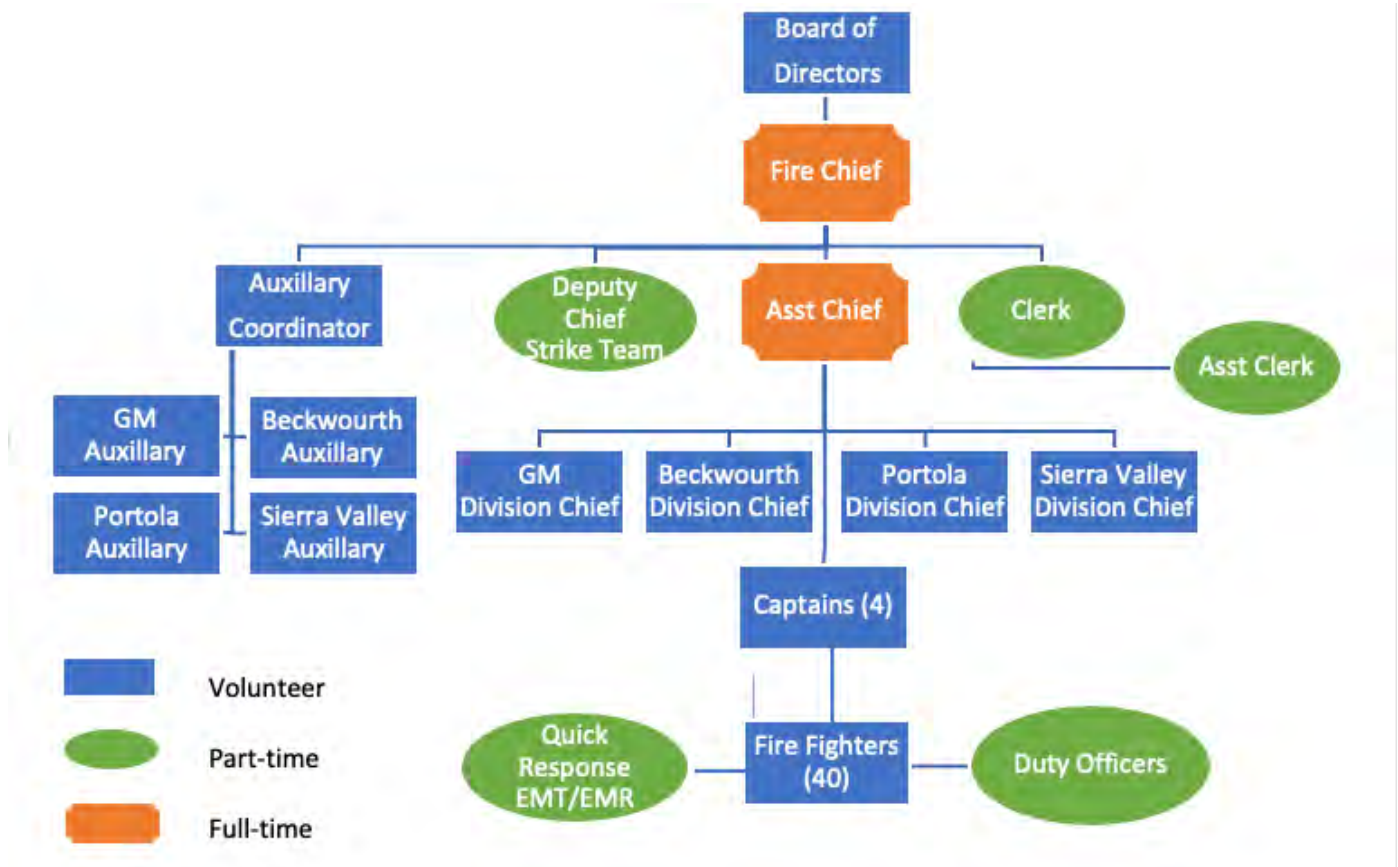 Board of
Directors
Fire Chief
Auxillary
Coordinator
Deputy
Chief
Strike Team
Asst Chief
Clerk
Asst Clerk
GM
Auxillary
Beckwourth
Auxillary
Portola
Auxillary
Sierra Valley
Auxillary
GM
Division Chief
Beckwourth
Division Chief
Portola
Division Chief
Sierra Valley
Division Chief
Captains (4)
Quick
Response
EMT/EMR
Fire Fighters
(40)
Duty Officers
Volunteer
Part-time
Full-time